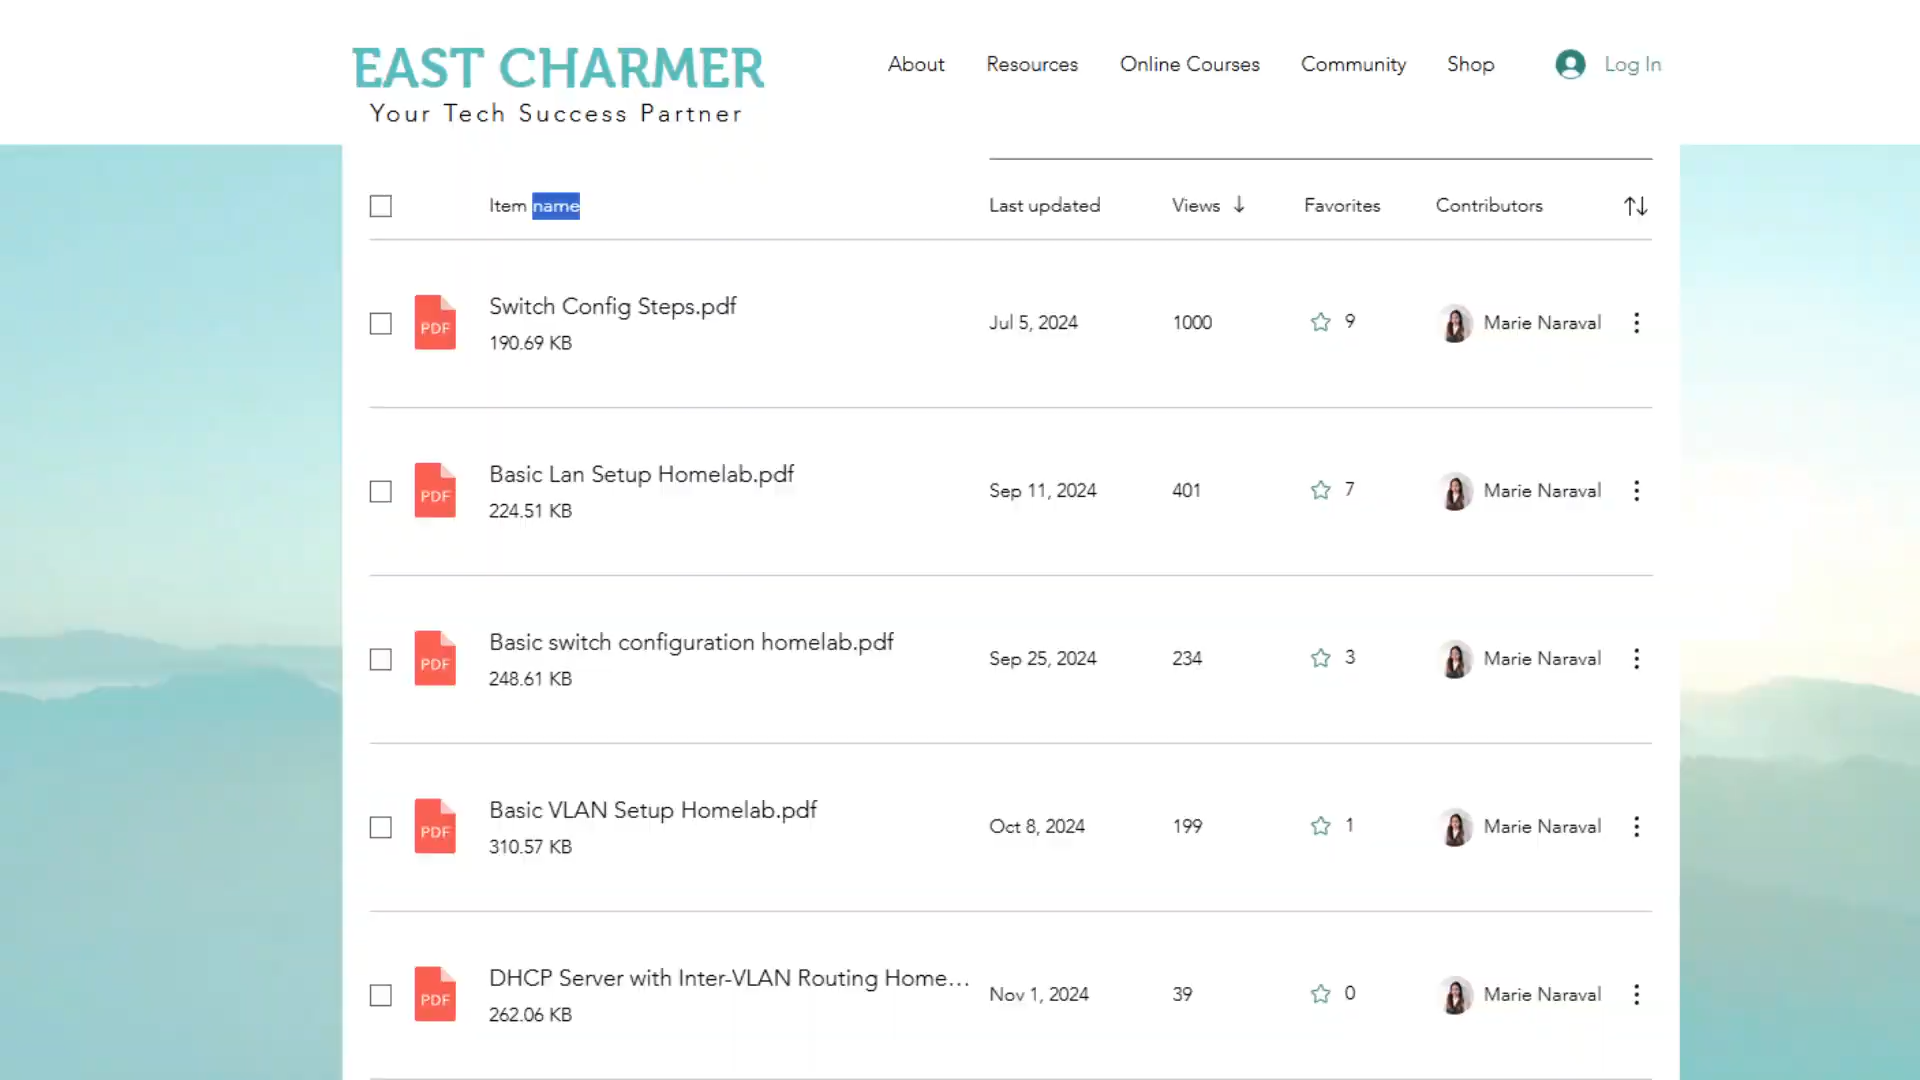 EAST CHARMER
Your Tech Success Partner
About Resources Online Courses Community Shop Log In
Item name Last updated Views ↓ Favorites Contributors
PDF Switch Config Steps.pdf
190.69 KB
Jul 5, 2024 1000 9 Marie Naraval
PDF Basic Lan Setup Homelab.pdf
224.51 KB
Sep 11, 2024 401 7 Marie Naraval
PDF Basic switch configuration homelab.pdf
248.61 KB
Sep 25, 2024 234 3 Marie Naraval
PDF Basic VLAN Setup Homelab.pdf
310.57 KB
Oct 8, 2024 199 1 Marie Naraval
PDF DHCP Server with Inter-VLAN Routing Home...
262.06 KB
Nov 1, 2024 39 0 Marie Naraval